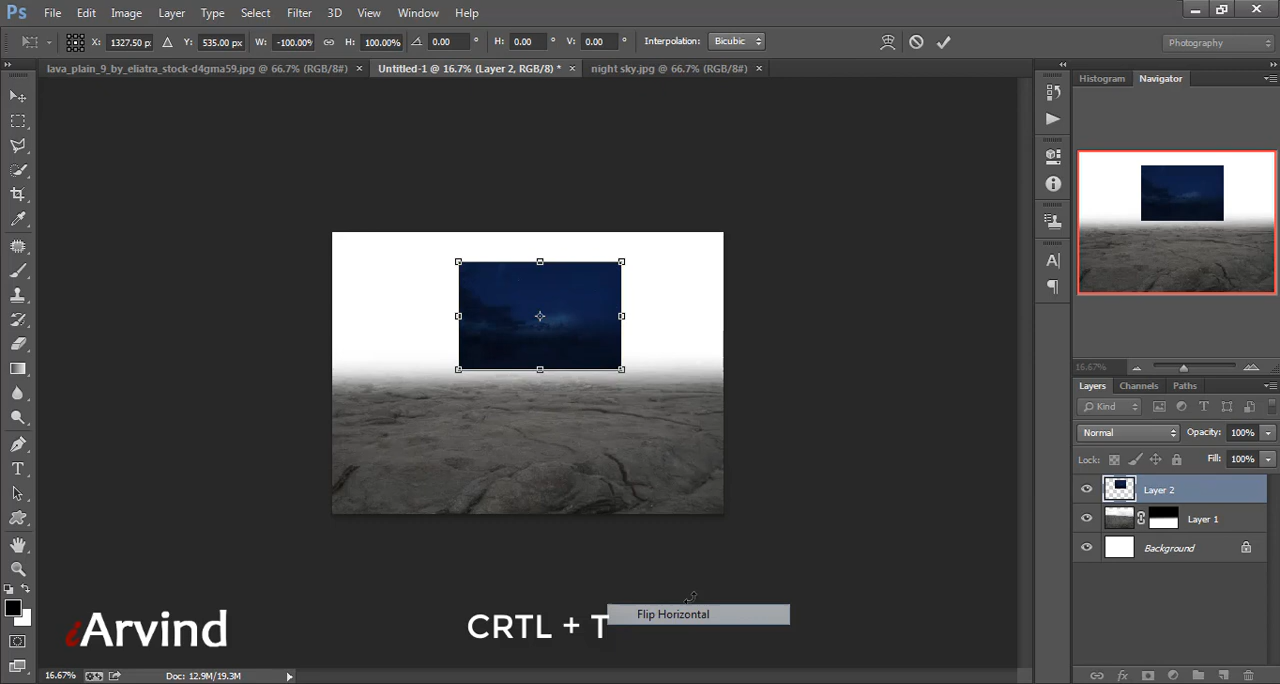 Ps File Edit Image Layer Type Select Filter 3D View Window Help
X: 1327.50 px Y: 535.00 px W: -100.00% H: 100.00% 0.00 ° H: 0.00 ° V: 0.00 ° Interpolation: Bicubic Photography
lava_plain_9_by_eliatra_stock-d4gma59.jpg @ 66.7% (RGB/8#) × Untitled-1 @ 16.7% (Layer 2, RGB/8) * × night sky.jpg @ 66.7% (RGB/8#) ×
Histogram Navigator
16.67%
Layers Channels Paths
Kind
Normal Opacity: 100%
Lock: Fill: 100%
Layer 2
Layer 1
Background
Flip Horizontal
iArvind CRTL + T
16.67% Doc: 12.9M/19.3M